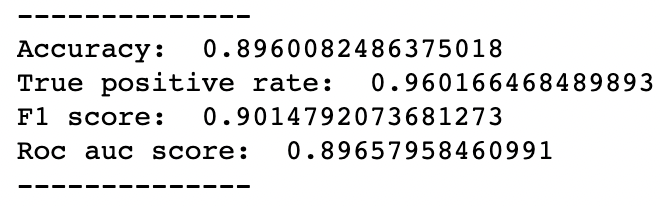 --------------
Accuracy:  0.8960082486375018
True positive rate:  0.960166468489893
F1 score:  0.9014792073681273
Roc auc score:  0.89657958460991
--------------